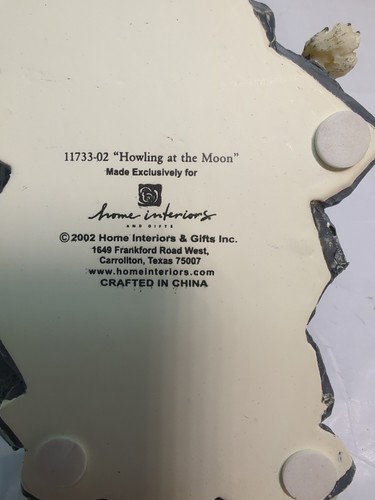 11733-02 "Howling at the Moon"
Made Exclusively for
home interiors
AND GIFTS
©2002 Home Interiors & Gifts Inc.
1649 Frankford Road West,
Carrollton, Texas 75007
www.homeinteriors.com
CRAFTED IN CHINA